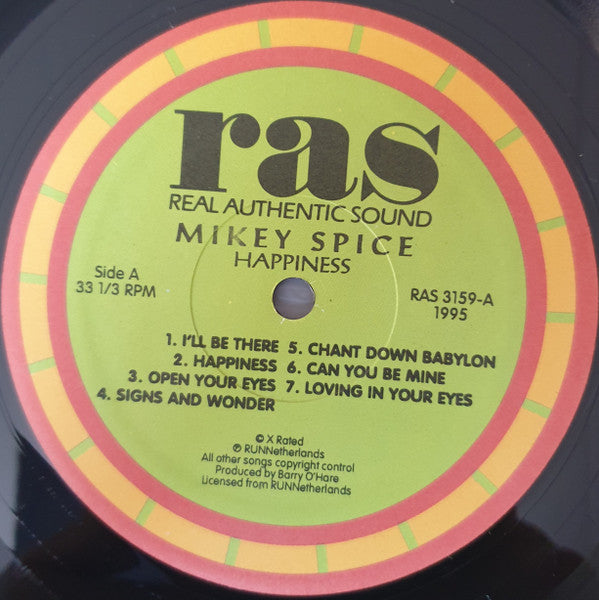 ras
REAL AUTHENTIC SOUND
MIKEY SPICE
HAPPINESS
Side A
33 1/3 RPM
RAS 3159-A
1995
1. I'LL BE THERE
2. HAPPINESS
3. OPEN YOUR EYES
4. SIGNS AND WONDER
5. CHANT DOWN BABYLON
6. CAN YOU BE MINE
7. LOVING IN YOUR EYES
© X Rated
℗ RUNNetherlands
All other songs copyright control
Produced by Barry O'Hare
Licensed from RUNNetherlands